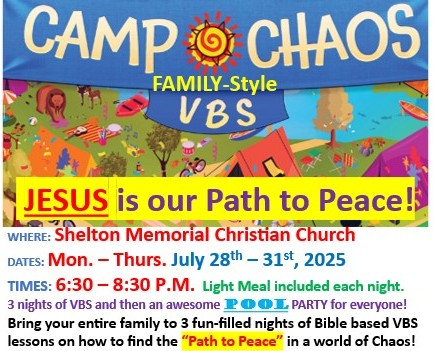 CAMP CHAOS
FAMILY-Style
VBS
JESUS is our Path to Peace!
WHERE: Shelton Memorial Christian Church
DATES: Mon. – Thurs. July 28th – 31st, 2025
TIMES: 6:30 – 8:30 P.M. Light Meal included each night.
3 nights of VBS and then an awesome POOL PARTY for everyone!
Bring your entire family to 3 fun-filled nights of Bible based VBS
lessons on how to find the “Path to Peace” in a world of Chaos!